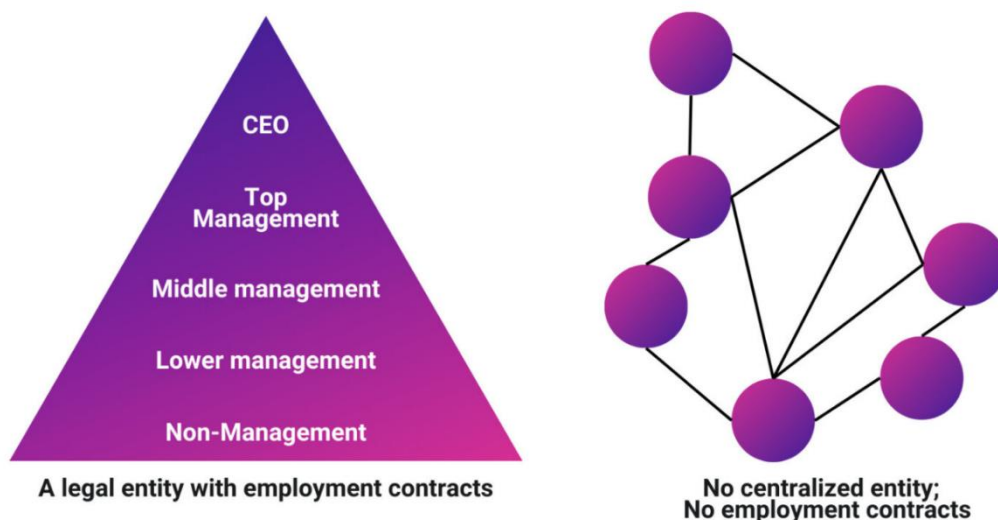 CEO
Top
Management
Middle management
Lower management
Non-Management
A legal entity with employment contracts
No centralized entity;
No employment contracts